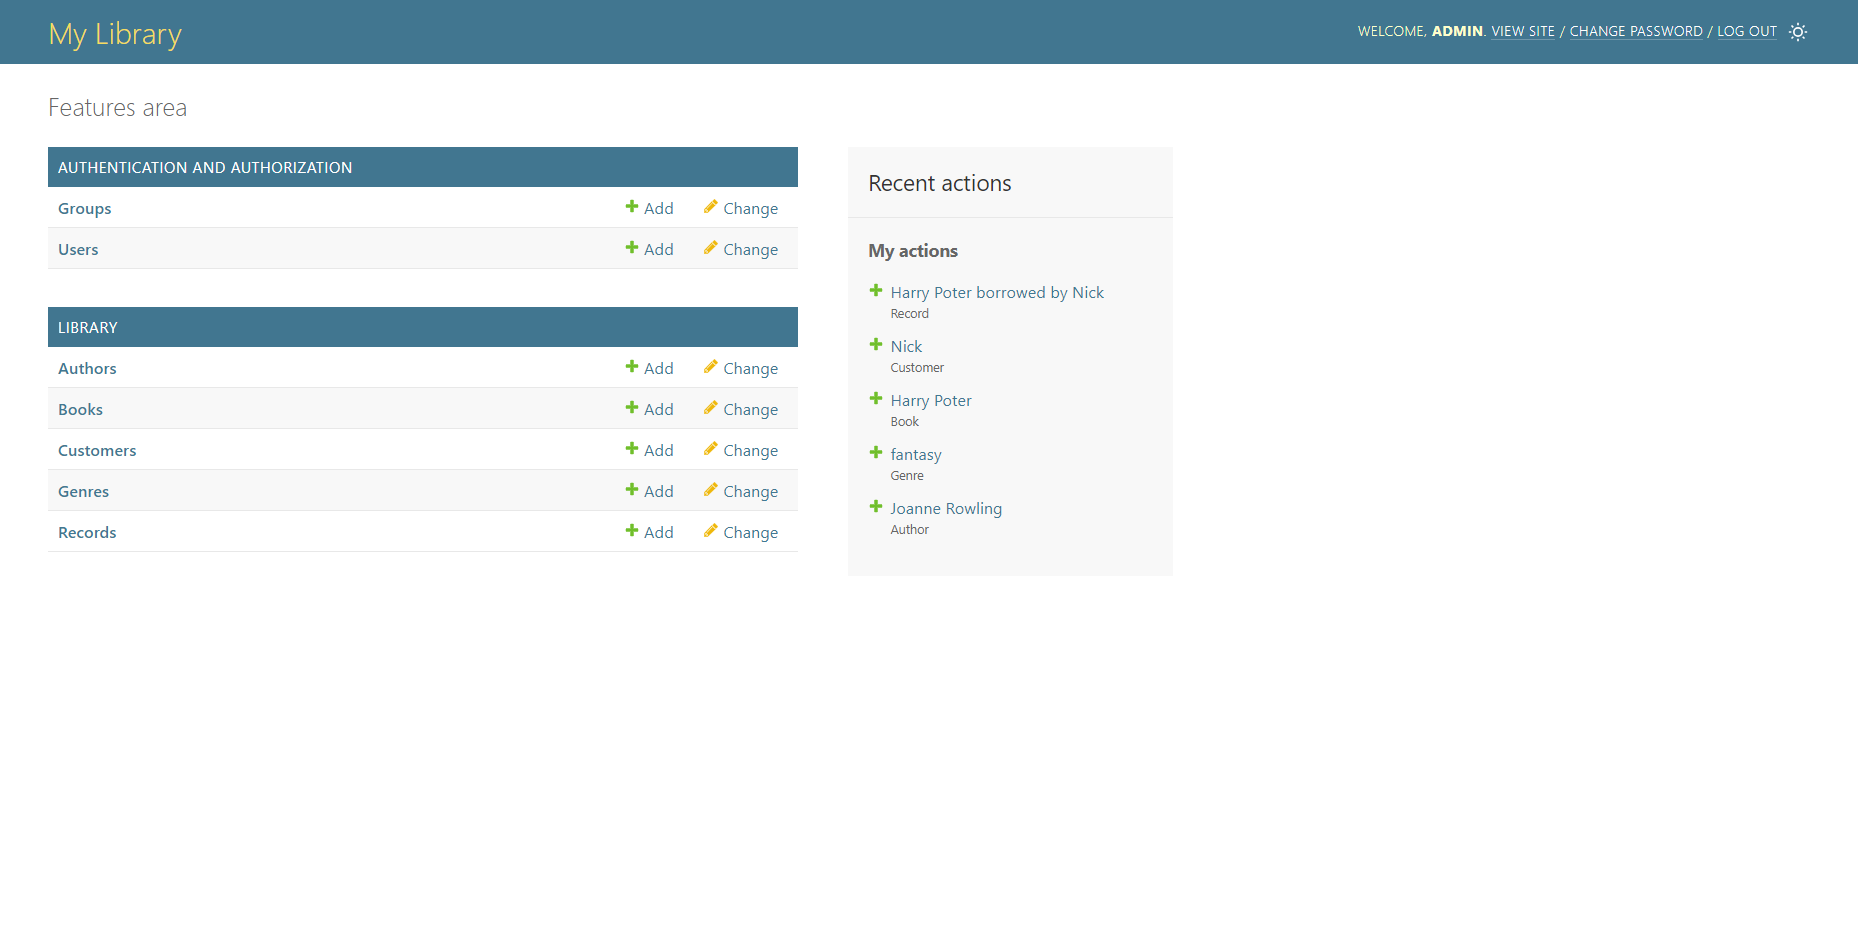 My Library
WELCOME, ADMIN. VIEW SITE / CHANGE PASSWORD / LOG OUT
Features area
AUTHENTICATION AND AUTHORIZATION
Groups Add Change
Users Add Change
LIBRARY
Authors Add Change
Books Add Change
Customers Add Change
Genres Add Change
Records Add Change
Recent actions
My actions
Harry Poter borrowed by Nick
Record
Nick
Customer
Harry Poter
Book
fantasy
Genre
Joanne Rowling
Author